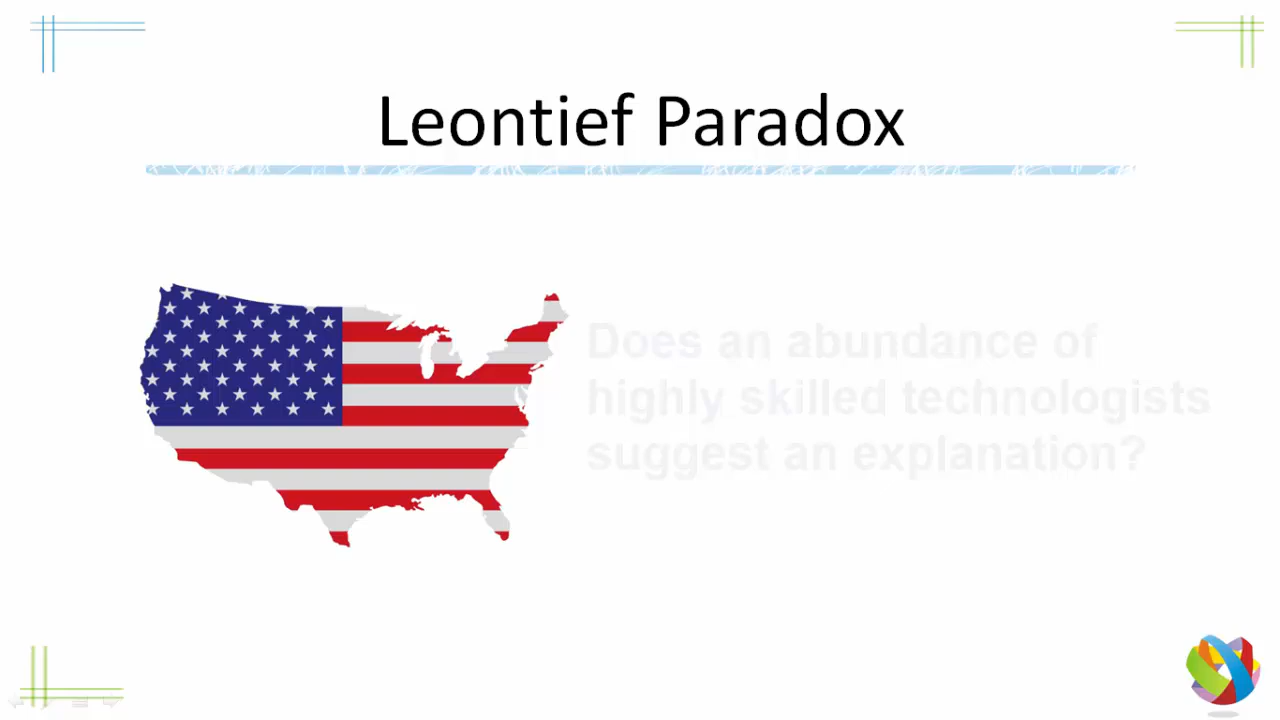 Leontief Paradox
Does an abundance of
highly skilled technologists
suggest an explanation?